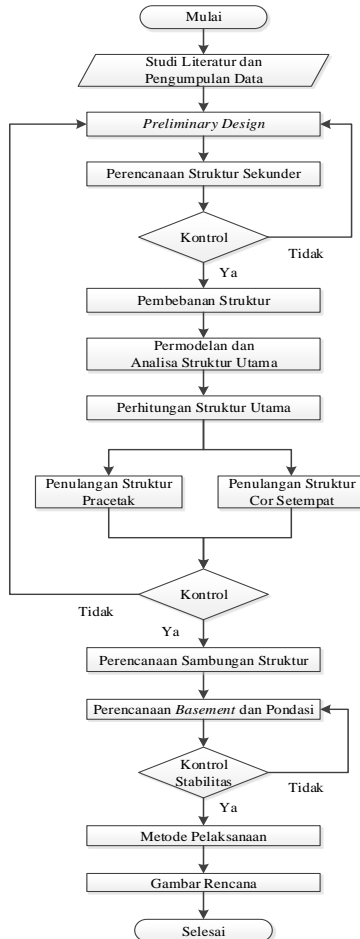 Mulai
Studi Literatur dan
Pengumpulan Data
Preliminary Design
Perencanaan Struktur Sekunder
Kontrol
Tidak
Ya
Pembebanan Struktur
Permodelan dan
Analisa Struktur Utama
Perhitungan Struktur Utama
Penulangan Struktur
Pracetak
Penulangan Struktur
Cor Setempat
Kontrol
Tidak
Ya
Perencanaan Sambungan Struktur
Perencanaan Basement dan Pondasi
Kontrol
Stabilitas
Tidak
Ya
Metode Pelaksanaan
Gambar Rencana
Selesai